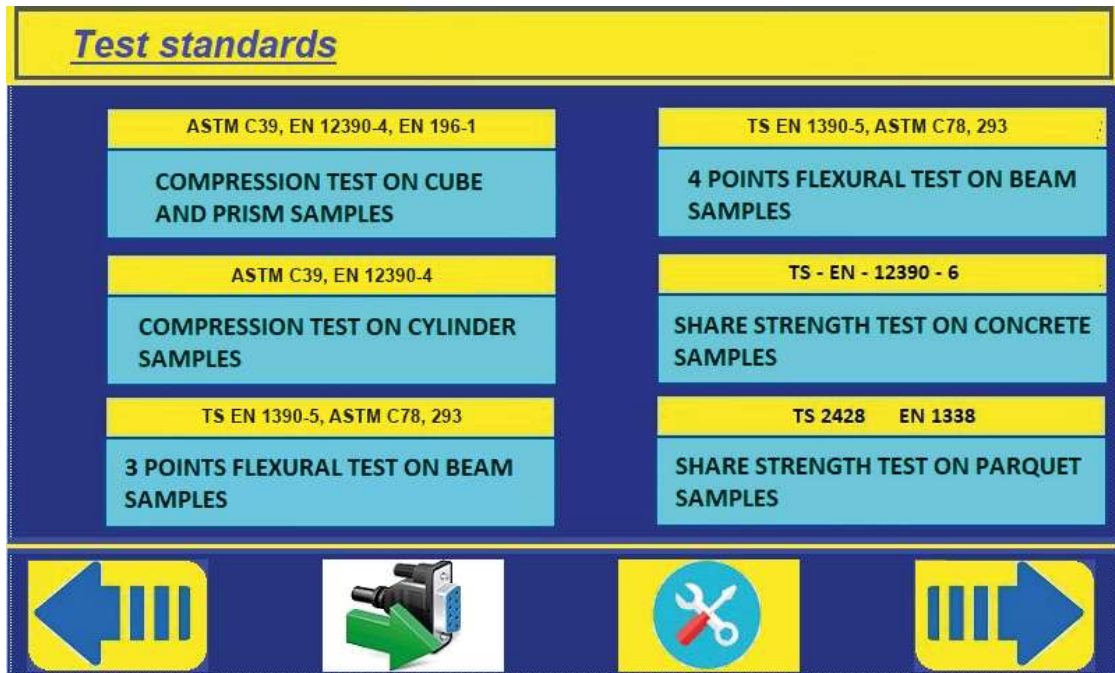 Test standards
ASTM C39, EN 12390-4, EN 196-1
COMPRESSION TEST ON CUBE
AND PRISM SAMPLES
ASTM C39, EN 12390-4
COMPRESSION TEST ON CYLINDER
SAMPLES
TS EN 1390-5, ASTM C78, 293
3 POINTS FLEXURAL TEST ON BEAM
SAMPLES
TS EN 1390-5, ASTM C78, 293
4 POINTS FLEXURAL TEST ON BEAM
SAMPLES
TS - EN - 12390 - 6
SHARE STRENGTH TEST ON CONCRETE
SAMPLES
TS 2428 EN 1338
SHARE STRENGTH TEST ON PARQUET
SAMPLES